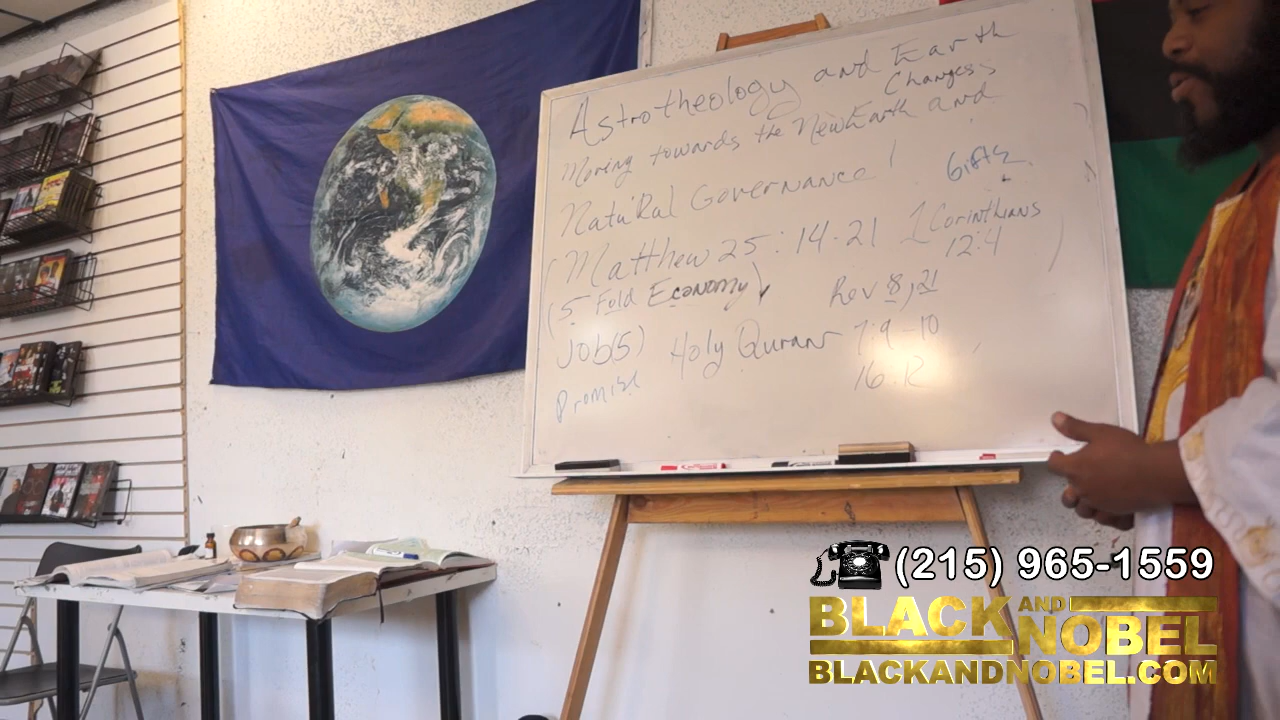 Astrotheology and Earth
Changes:
Moving towards the New Earth and
Natu'Ral Governance!
Gifts
(Matthew 25:14-21
1 Corinthians
12:4
(5 Fold Economy)
Rev 8, 21
Job(5)
Holy Quran
7:9-10
16:12
Promise
(215) 965-1559
BLACK AND NOBEL
BLACKANDNOBEL.COM